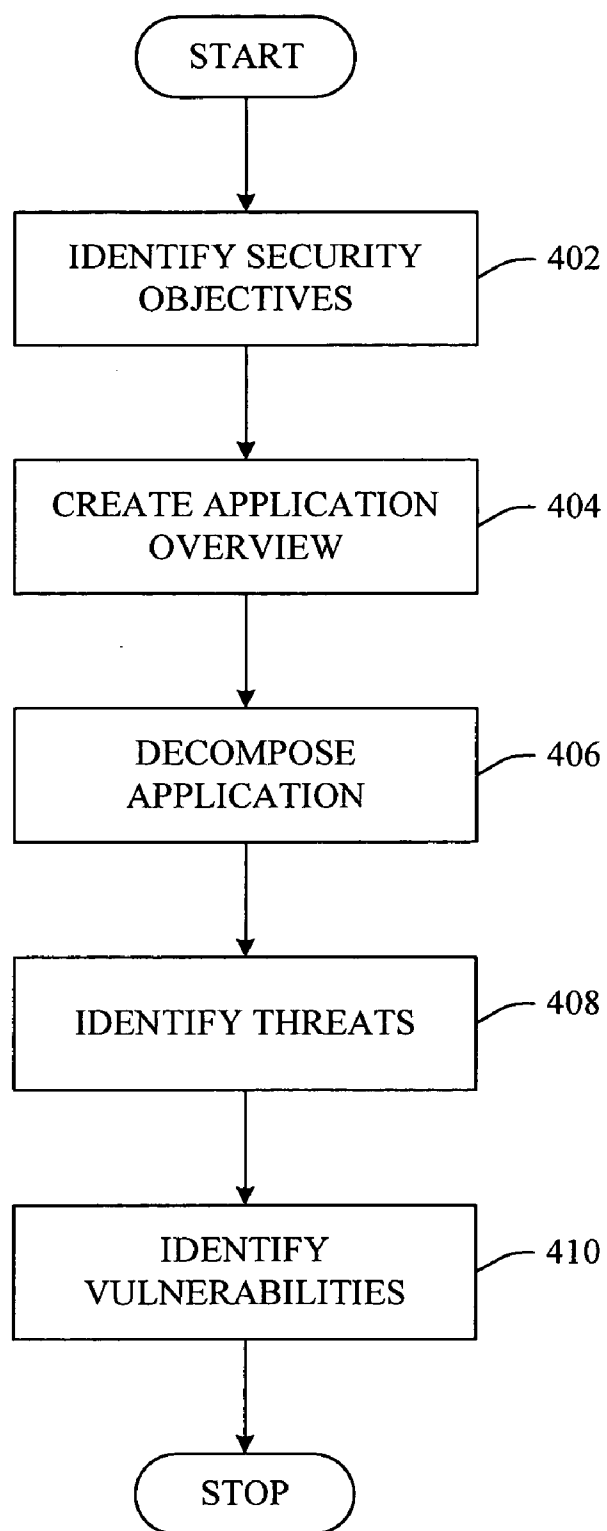 START
IDENTIFY SECURITY
OBJECTIVES
402
CREATE APPLICATION
OVERVIEW
404
DECOMPOSE
APPLICATION
406
IDENTIFY THREATS
408
IDENTIFY
VULNERABILITIES
410
STOP